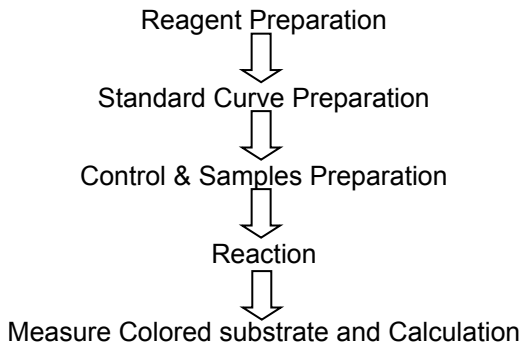 Reagent Preparation
Standard Curve Preparation
Control & Samples Preparation
Reaction
Measure Colored substrate and Calculation